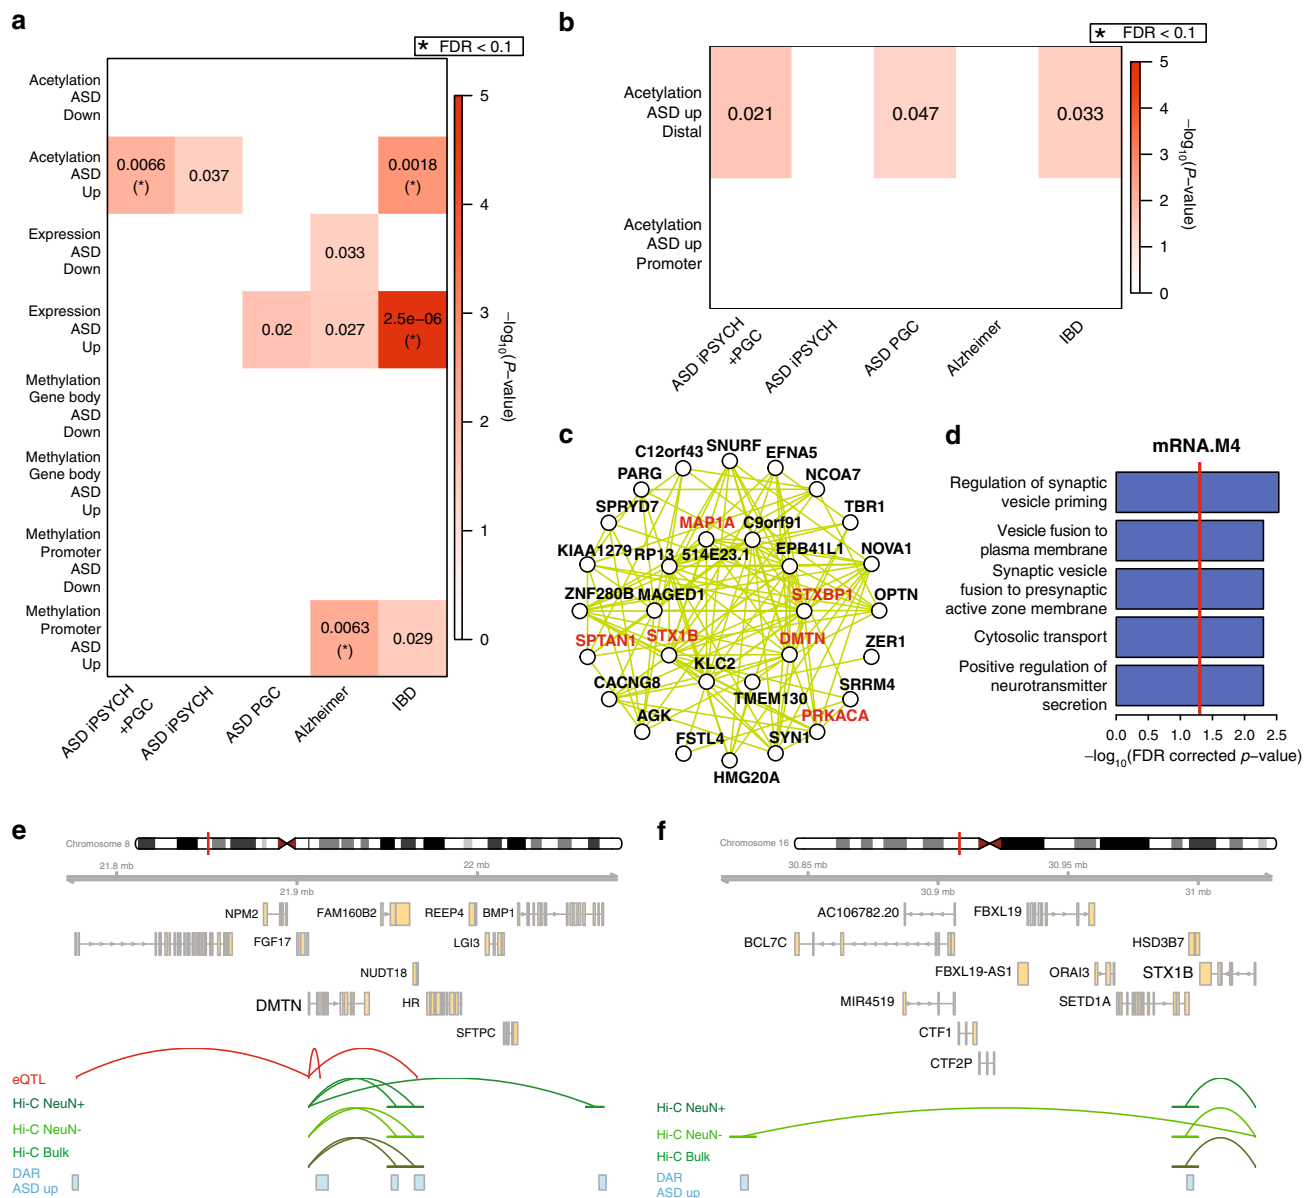 a
* FDR < 0.1
Acetylation
ASD
Down
Acetylation
ASD
Up
Expression
ASD
Down
Expression
ASD
Up
Methylation
Gene body
ASD
Down
Methylation
Gene body
ASD
Up
Methylation
Promoter
ASD
Down
Methylation
Promoter
ASD
Up
0.0066
(*)
0.037
0.0018
(*)
0.033
0.02
0.027
2.5e−06
(*)
0.0063
(*)
0.029
ASD iPSYCH
+PGC
ASD iPSYCH
ASD PGC
Alzheimer
IBD
5
4
3
2
1
0
−log10(P−value)
b
* FDR < 0.1
Acetylation
ASD up
Distal
Acetylation
ASD up
Promoter
0.021
0.047
0.033
ASD iPSYCH
+PGC
ASD iPSYCH
ASD PGC
Alzheimer
IBD
5
4
3
2
1
0
−log10(P−value)
c
C12orf43
SNURF
EFNA5
PARG
NCOA7
SPRYD7
TBR1
MAP1A
C9orf91
KIAA1279
RP13
514E23.1
EPB41L1
NOVA1
ZNF280B
MAGED1
STXBP1
OPTN
SPTAN1
STX1B
DMTN
ZER1
KLC2
CACNG8
TMEM130
SRRM4
AGK
PRKACA
FSTL4
SYN1
HMG20A
d
mRNA.M4
Regulation of synaptic
vesicle priming
Vesicle fusion to
plasma membrane
Synaptic vesicle
fusion to presynaptic
active zone membrane
Cytosolic transport
Positive regulation of
neurotransmitter
secretion
0.0 0.5 1.0 1.5 2.0 2.5
−log10(FDR corrected p−value)
e
Chromosome 8
21.8 mb
22 mb
21.9 mb
NPM2
FAM160B2
REEP4
BMP1
FGF17
LGI3
NUDT18
DMTN
HR
SFTPC
eQTL
Hi-C NeuN+
Hi-C NeuN-
Hi-C Bulk
DAR
ASD up
f
Chromosome 16
30.85 mb
30.95 mb
30.9 mb
31 mb
AC106782.20
FBXL19
BCL7C
HSD3B7
FBXL19-AS1
ORAI3
STX1B
MIR4519
SETD1A
CTF1
CTF2P
Hi-C NeuN+
Hi-C NeuN-
Hi-C Bulk
DAR
ASD up